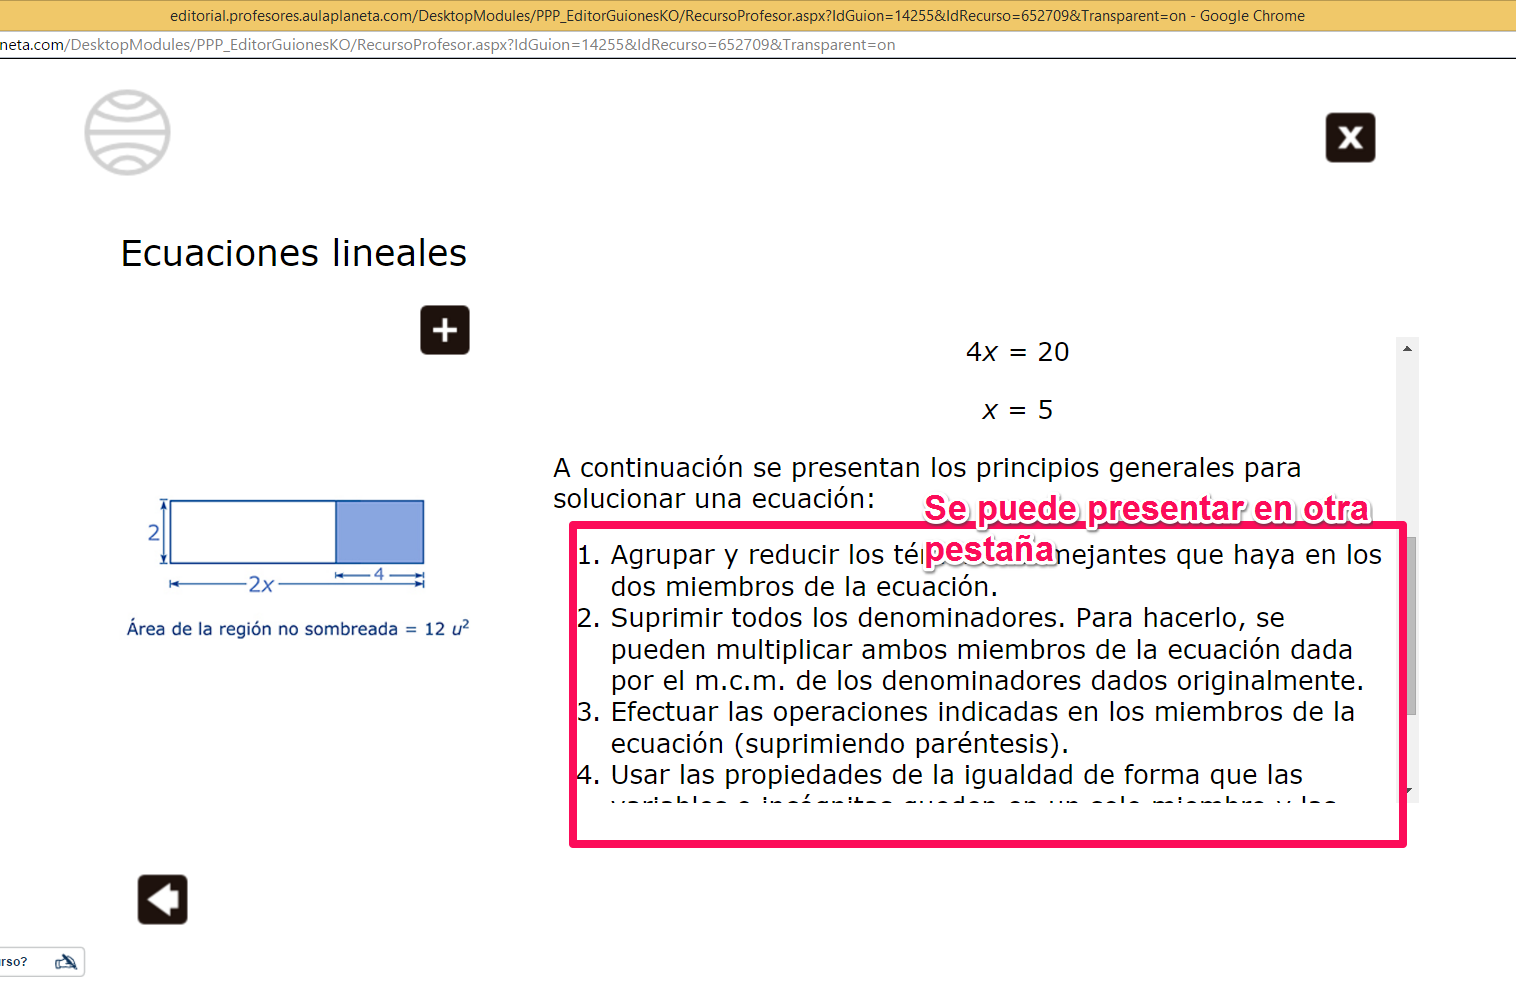 editorial.profesores.aulaplaneta.com/DesktopModules/PPP_EditorGuionesKO/RecursoProfesor.aspx?IdGuion=14255&IdRecurso=652709&Transparent=on - Google Chrome
neta.com/DesktopModules/PPP_EditorGuionesKO/RecursoProfesor.aspx?IdGuion=14255&IdRecurso=652709&Transparent=on
X
Ecuaciones lineales
+
2
4
2x
Área de la región no sombreada = 12 u²
4x = 20
x = 5
A continuación se presentan los principios generales para
solucionar una ecuación:
Se puede presentar en otra
pestaña
1. Agrupar y reducir los mejantes que haya en los
dos miembros de la ecuación.
2. Suprimir todos los denominadores. Para hacerlo, se
pueden multiplicar ambos miembros de la ecuación dada
por el m.c.m. de los denominadores dados originalmente.
3. Efectuar las operaciones indicadas en los miembros de la
ecuación (suprimiendo paréntesis).
4. Usar las propiedades de la igualdad de forma que las
rso?